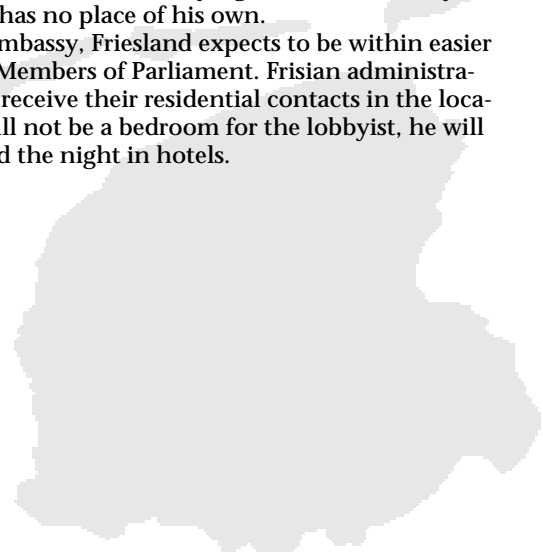 has no place of his own.
mbassy, Friesland expects to be within easier
Members of Parliament. Frisian administra-
receive their residential contacts in the loca-
ll not be a bedroom for the lobbyist, he will
d the night in hotels.